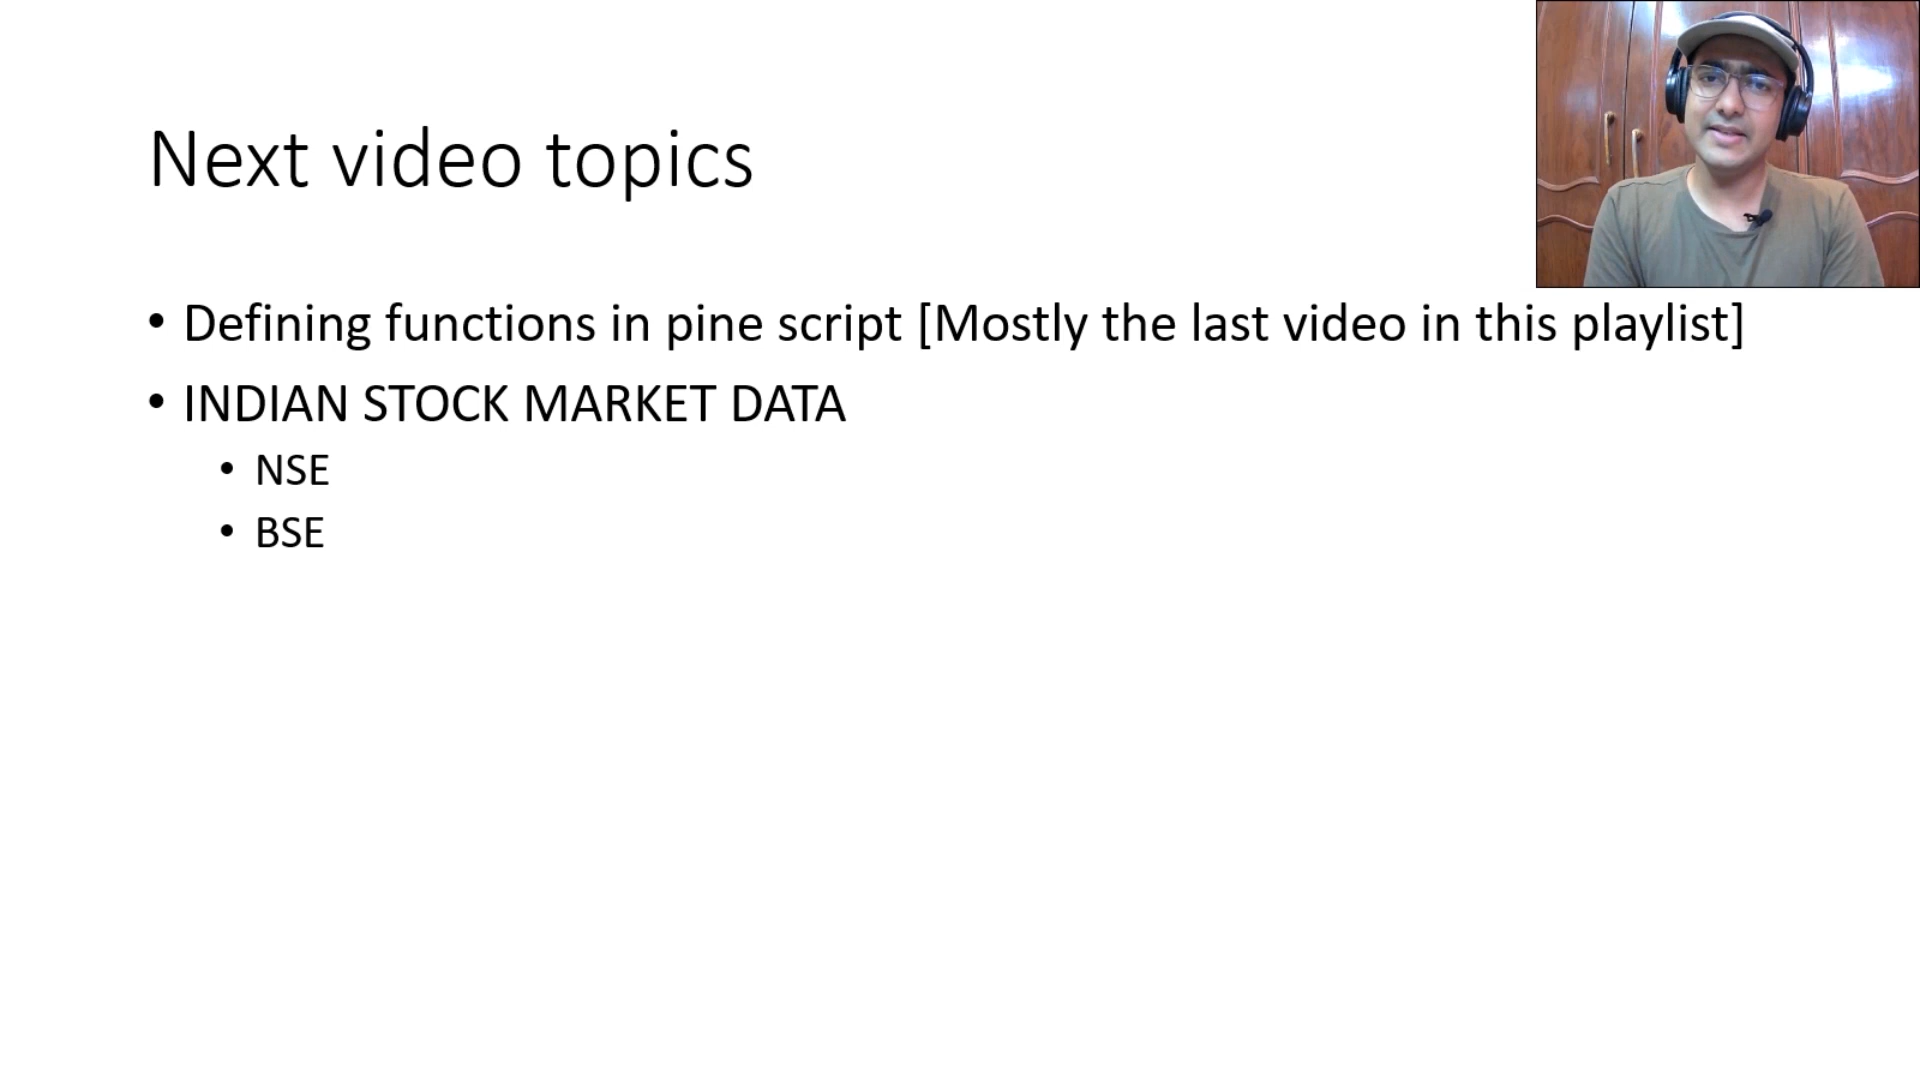 Next video topics
• Defining functions in pine script [Mostly the last video in this playlist]
• INDIAN STOCK MARKET DATA
• NSE
• BSE